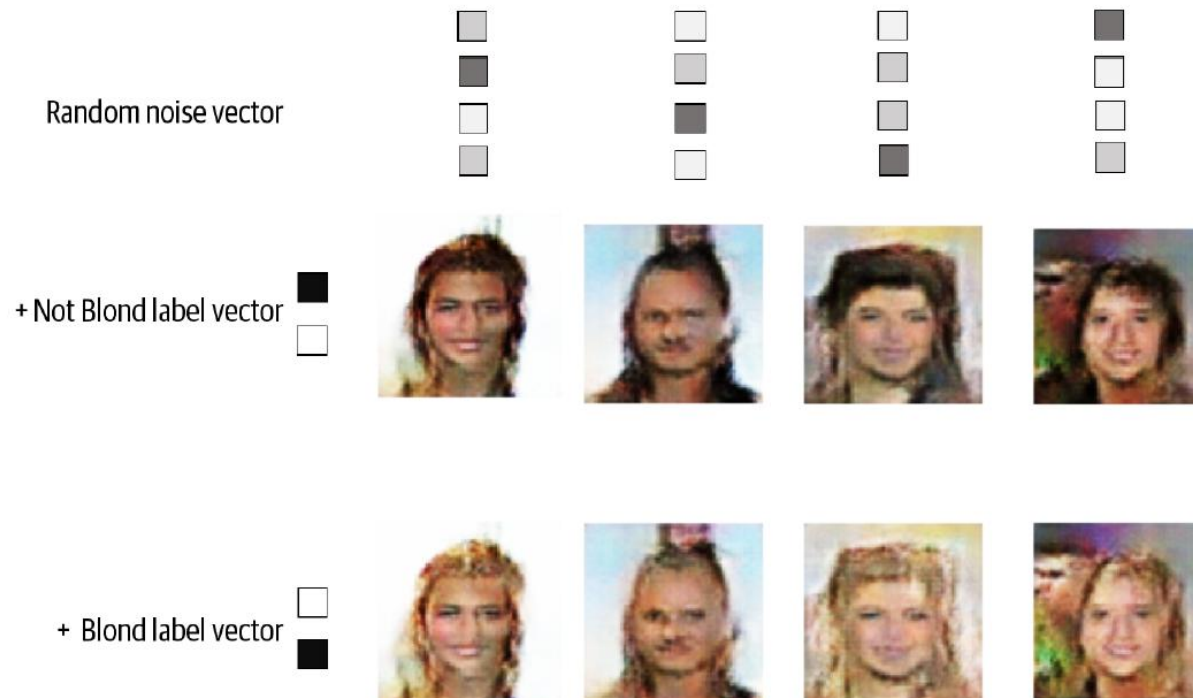 Random noise vector
+ Not Blond label vector
+ Blond label vector